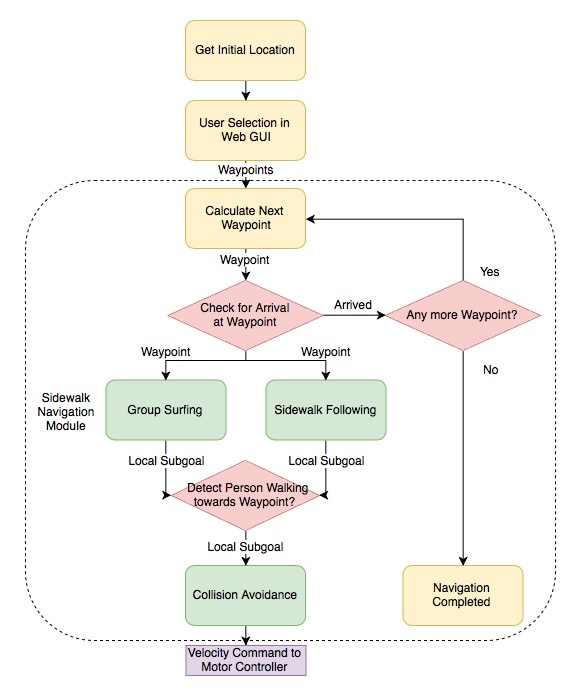 Get Initial Location
User Selection in
Web GUI
Waypoints
Calculate Next
Waypoint
Waypoint
Yes
Check for Arrival
at Waypoint
Arrived
Any more Waypoint?
Waypoint
Waypoint
No
Sidewalk
Navigation
Module
Group Surfing
Sidewalk Following
Local Subgoal
Local Subgoal
Detect Person Walking
towards Waypoint?
Local Subgoal
Collision Avoidance
Navigation
Completed
Velocity Command to
Motor Controller